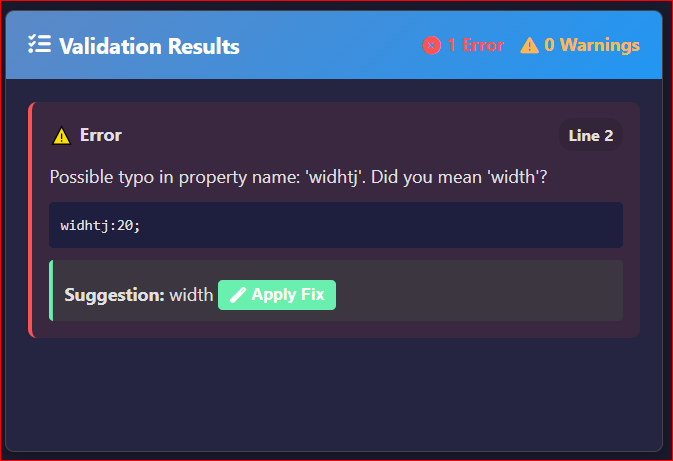 Validation Results
1 Error
0 Warnings
Error
Line 2
Possible typo in property name: 'widhtj'. Did you mean 'width'?
widhtj:20;
Suggestion: width Apply Fix